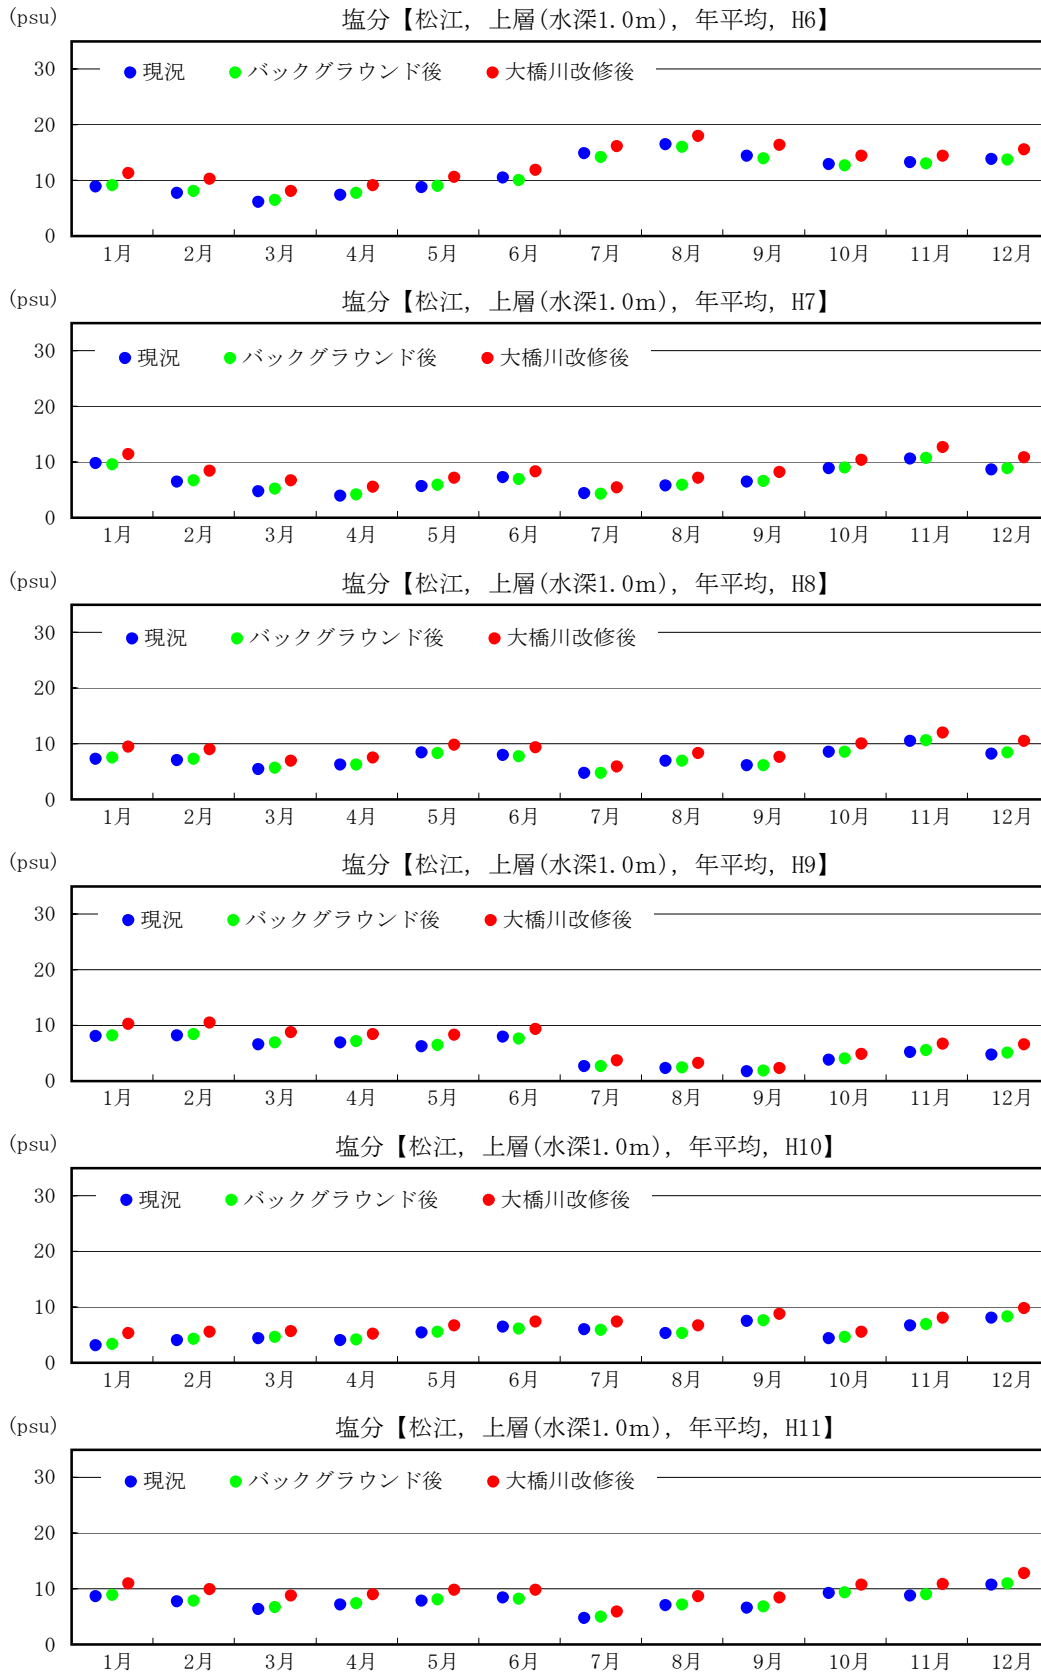 (psu) 塩分【松江, 上層(水深1.0m), 年平均, H6】
30
現況 バックグラウンド後 大橋川改修後
20
10
0
1月 2月 3月 4月 5月 6月 7月 8月 9月 10月 11月 12月
(psu) 塩分【松江, 上層(水深1.0m), 年平均, H7】
30
現況 バックグラウンド後 大橋川改修後
20
10
0
1月 2月 3月 4月 5月 6月 7月 8月 9月 10月 11月 12月
(psu) 塩分【松江, 上層(水深1.0m), 年平均, H8】
30
現況 バックグラウンド後 大橋川改修後
20
10
0
1月 2月 3月 4月 5月 6月 7月 8月 9月 10月 11月 12月
(psu) 塩分【松江, 上層(水深1.0m), 年平均, H9】
30
現況 バックグラウンド後 大橋川改修後
20
10
0
1月 2月 3月 4月 5月 6月 7月 8月 9月 10月 11月 12月
(psu) 塩分【松江, 上層(水深1.0m), 年平均, H10】
30
現況 バックグラウンド後 大橋川改修後
20
10
0
1月 2月 3月 4月 5月 6月 7月 8月 9月 10月 11月 12月
(psu) 塩分【松江, 上層(水深1.0m), 年平均, H11】
30
現況 バックグラウンド後 大橋川改修後
20
10
0
1月 2月 3月 4月 5月 6月 7月 8月 9月 10月 11月 12月